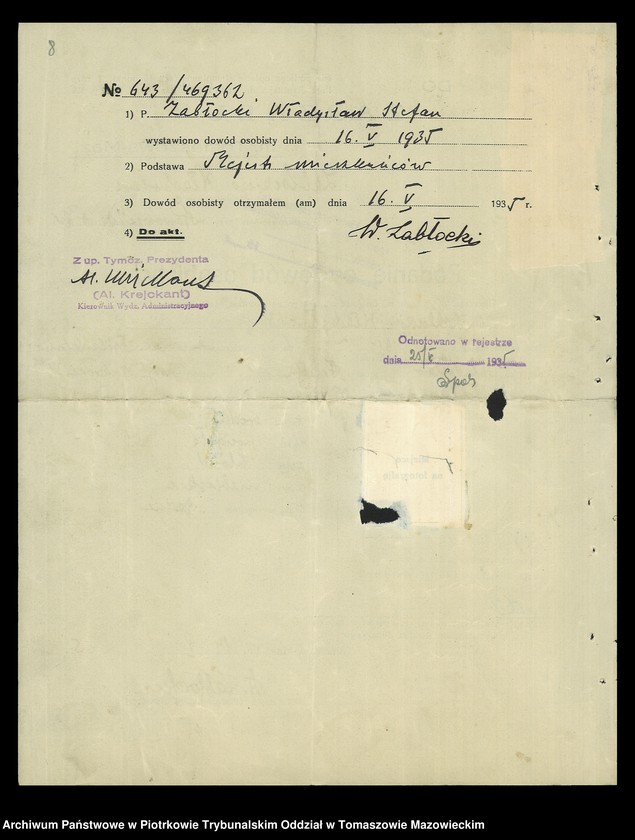 8
№ 643/469362
1) P. Zabłocki Władysław Stefan
wystawiono dowód osobisty dnia 16. V 1935
2) Podstawa Rejestr mieszkańców
3) Dowód osobisty otrzymałem (am) dnia 16. V 1935 r.
4) Do akt. W. Zabłocki
Z up. Tymcz. Prezydenta
(Al. Krejckant)
Kierownik Wydz. Administracyjnego
Odnotowano w rejestrze
dnia 25/5 1935
Archiwum Państwowe w Piotrkowie Trybunalskim Oddział w Tomaszowie Mazowieckim